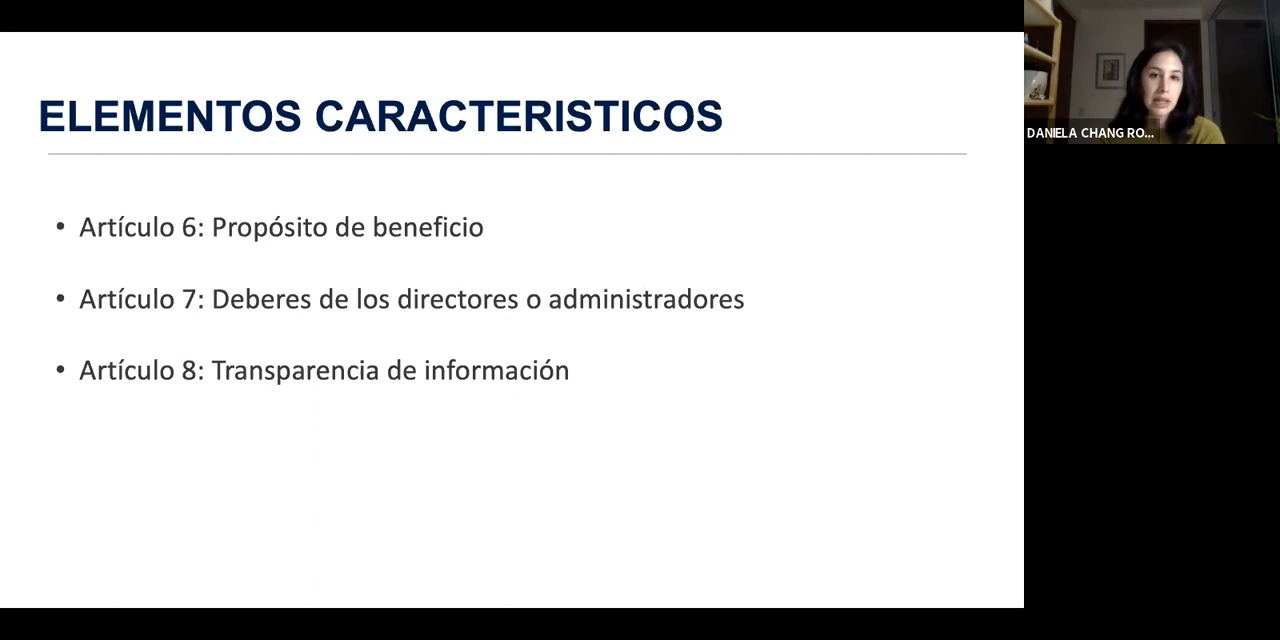 ELEMENTOS CARACTERISTICOS
• Artículo 6: Propósito de beneficio
• Artículo 7: Deberes de los directores o administradores
• Artículo 8: Transparencia de información
DANIELA CHANG RO...